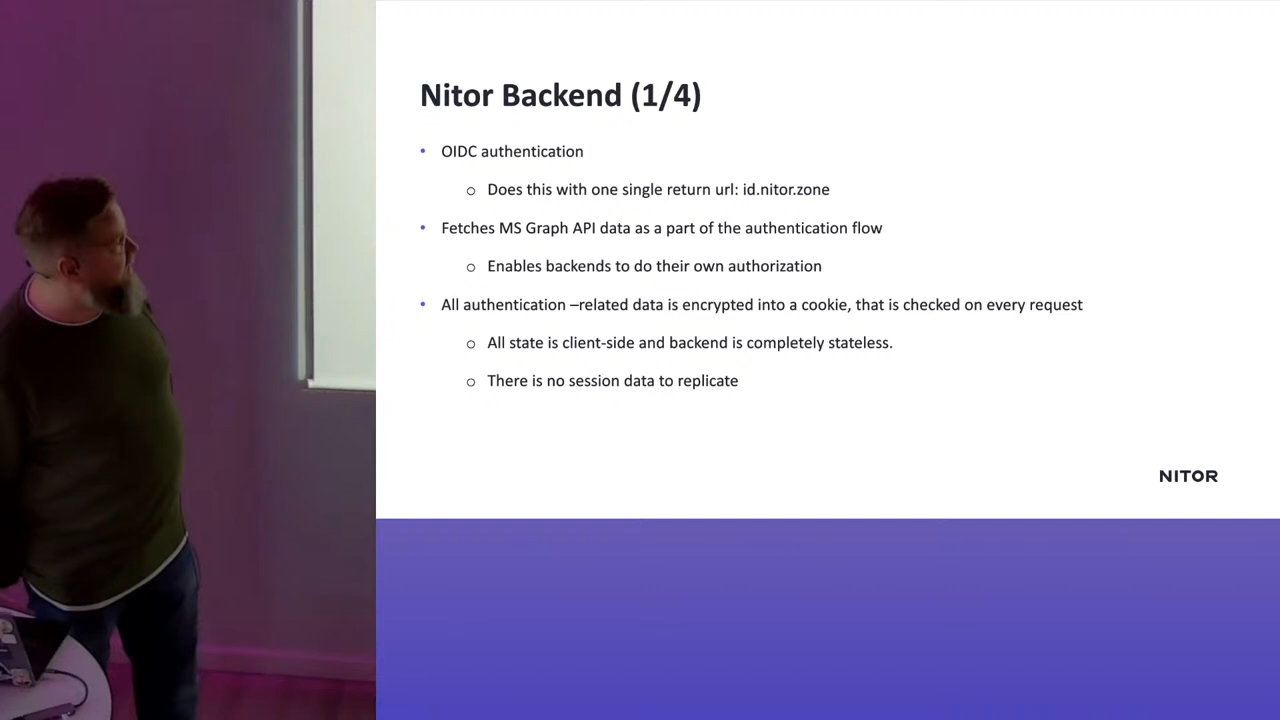 Nitor Backend (1/4)
• OIDC authentication
o Does this with one single return url: id.nitor.zone
• Fetches MS Graph API data as a part of the authentication flow
o Enables backends to do their own authorization
• All authentication –related data is encrypted into a cookie, that is checked on every request
o All state is client-side and backend is completely stateless.
o There is no session data to replicate
NITOR